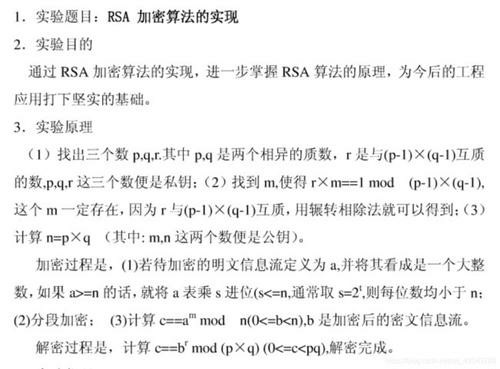 1．实验题目：RSA 加密算法的实现
2．实验目的
通过 RSA 加密算法的实现，进一步掌握 RSA 算法的原理，为今后的工程
应用打下坚实的基础。
3．实验原理
（1）找出三个数 p,q,r.其中 p,q 是两个相异的质数，r 是与(p-1)×(q-1)互质
的数,p,q,r 这三个数便是私钥；（2）找到 m,使得 r×m==1 mod (p-1)×(q-1),
这个 m 一定存在，因为 r 与(p-1)×(q-1)互质，用辗转相除法就可以得到；（3）
计算 n=p×q （其中: m,n 这两个数便是公钥）。
加密过程是，(1)若待加密的明文信息流定义为 a,并将其看成是一个大整
数，如果 a>=n 的话，就将 a 表乘 s 进位(s<=n,通常取 s=2ᵗ,则每位数均小于 n；
(2)分段加密； (3)计算 c==aᵐ mod n(0<=b<n),b 是加密后的密文信息流。
解密过程是，计算 c==bʳ mod (p×q) (0<=c<pq),解密完成。